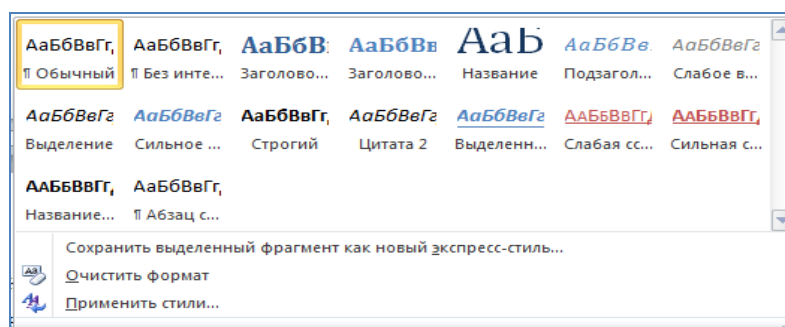 АаБбВвГг, АаБбВвГг, АаБбВ АаБбВв АаЬ АаБбВв. АаБбВвГг
¶ Обычный ¶ Без инте... Заголово... Заголово... Название Подзагол... Слабое в...
АаБбВвГг АаБбВвГг АаБбВвГг, АаБбВвГг АаБбВвГг ААББВВГГ, ААББВВГГ,
Выделение Сильное ... Строгий Цитата 2 Выделенн... Слабая сс... Сильная с...
ААББВВГГ, АаБбВвГг,
Название... ¶ Абзац с...
Сохранить выделенный фрагмент как новый экспресс-стиль...
Очистить формат
Применить стили...